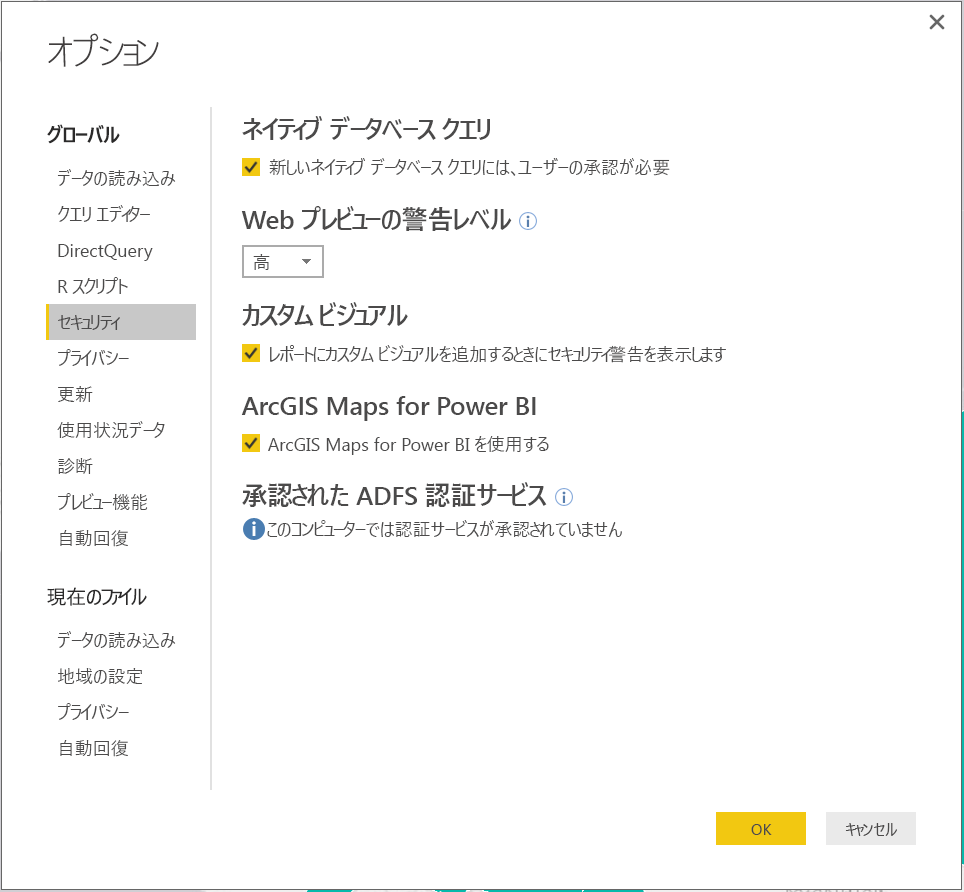 オプション
グローバル
データの読み込み
クエリ エディター
DirectQuery
R スクリプト
セキュリティ
プライバシー
更新
使用状況データ
診断
プレビュー機能
自動回復
現在のファイル
データの読み込み
地域の設定
プライバシー
自動回復
ネイティブ データベース クエリ
新しいネイティブ データベース クエリには、ユーザーの承認が必要
Web プレビューの警告レベル
高
カスタム ビジュアル
レポートにカスタム ビジュアルを追加するときにセキュリティ警告を表示します
ArcGIS Maps for Power BI
ArcGIS Maps for Power BI を使用する
承認された ADFS 認証サービス
このコンピューターでは認証サービスが承認されていません
OK
キャンセル